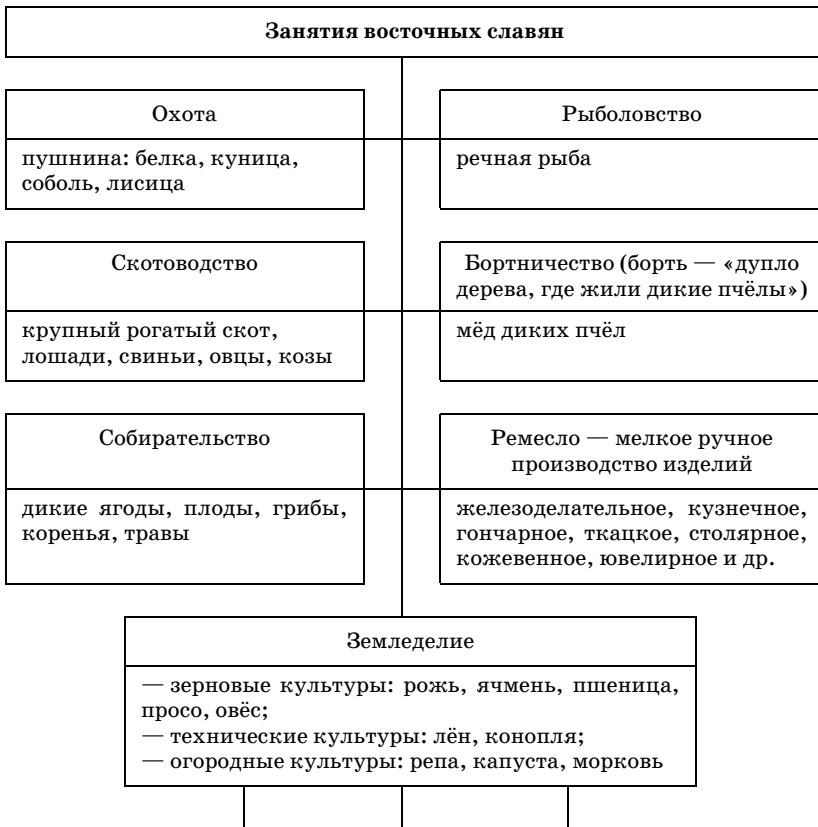 Занятия восточных славян
Охота
пушнина: белка, куница,
соболь, лисица
Рыболовство
речная рыба
Скотоводство
крупный рогатый скот,
лошади, свиньи, овцы, козы
Бортничество (борть — «дупло
дерева, где жили дикие пчёлы»)
мёд диких пчёл
Собирательство
дикие ягоды, плоды, грибы,
коренья, травы
Ремесло — мелкое ручное
производство изделий
железоделательное, кузнечное,
гончарное, ткацкое, столярное,
кожевенное, ювелирное и др.
Земледелие
— зерновые культуры: рожь, ячмень, пшеница,
просо, овёс;
— технические культуры: лён, конопля;
— огородные культуры: репа, капуста, морковь